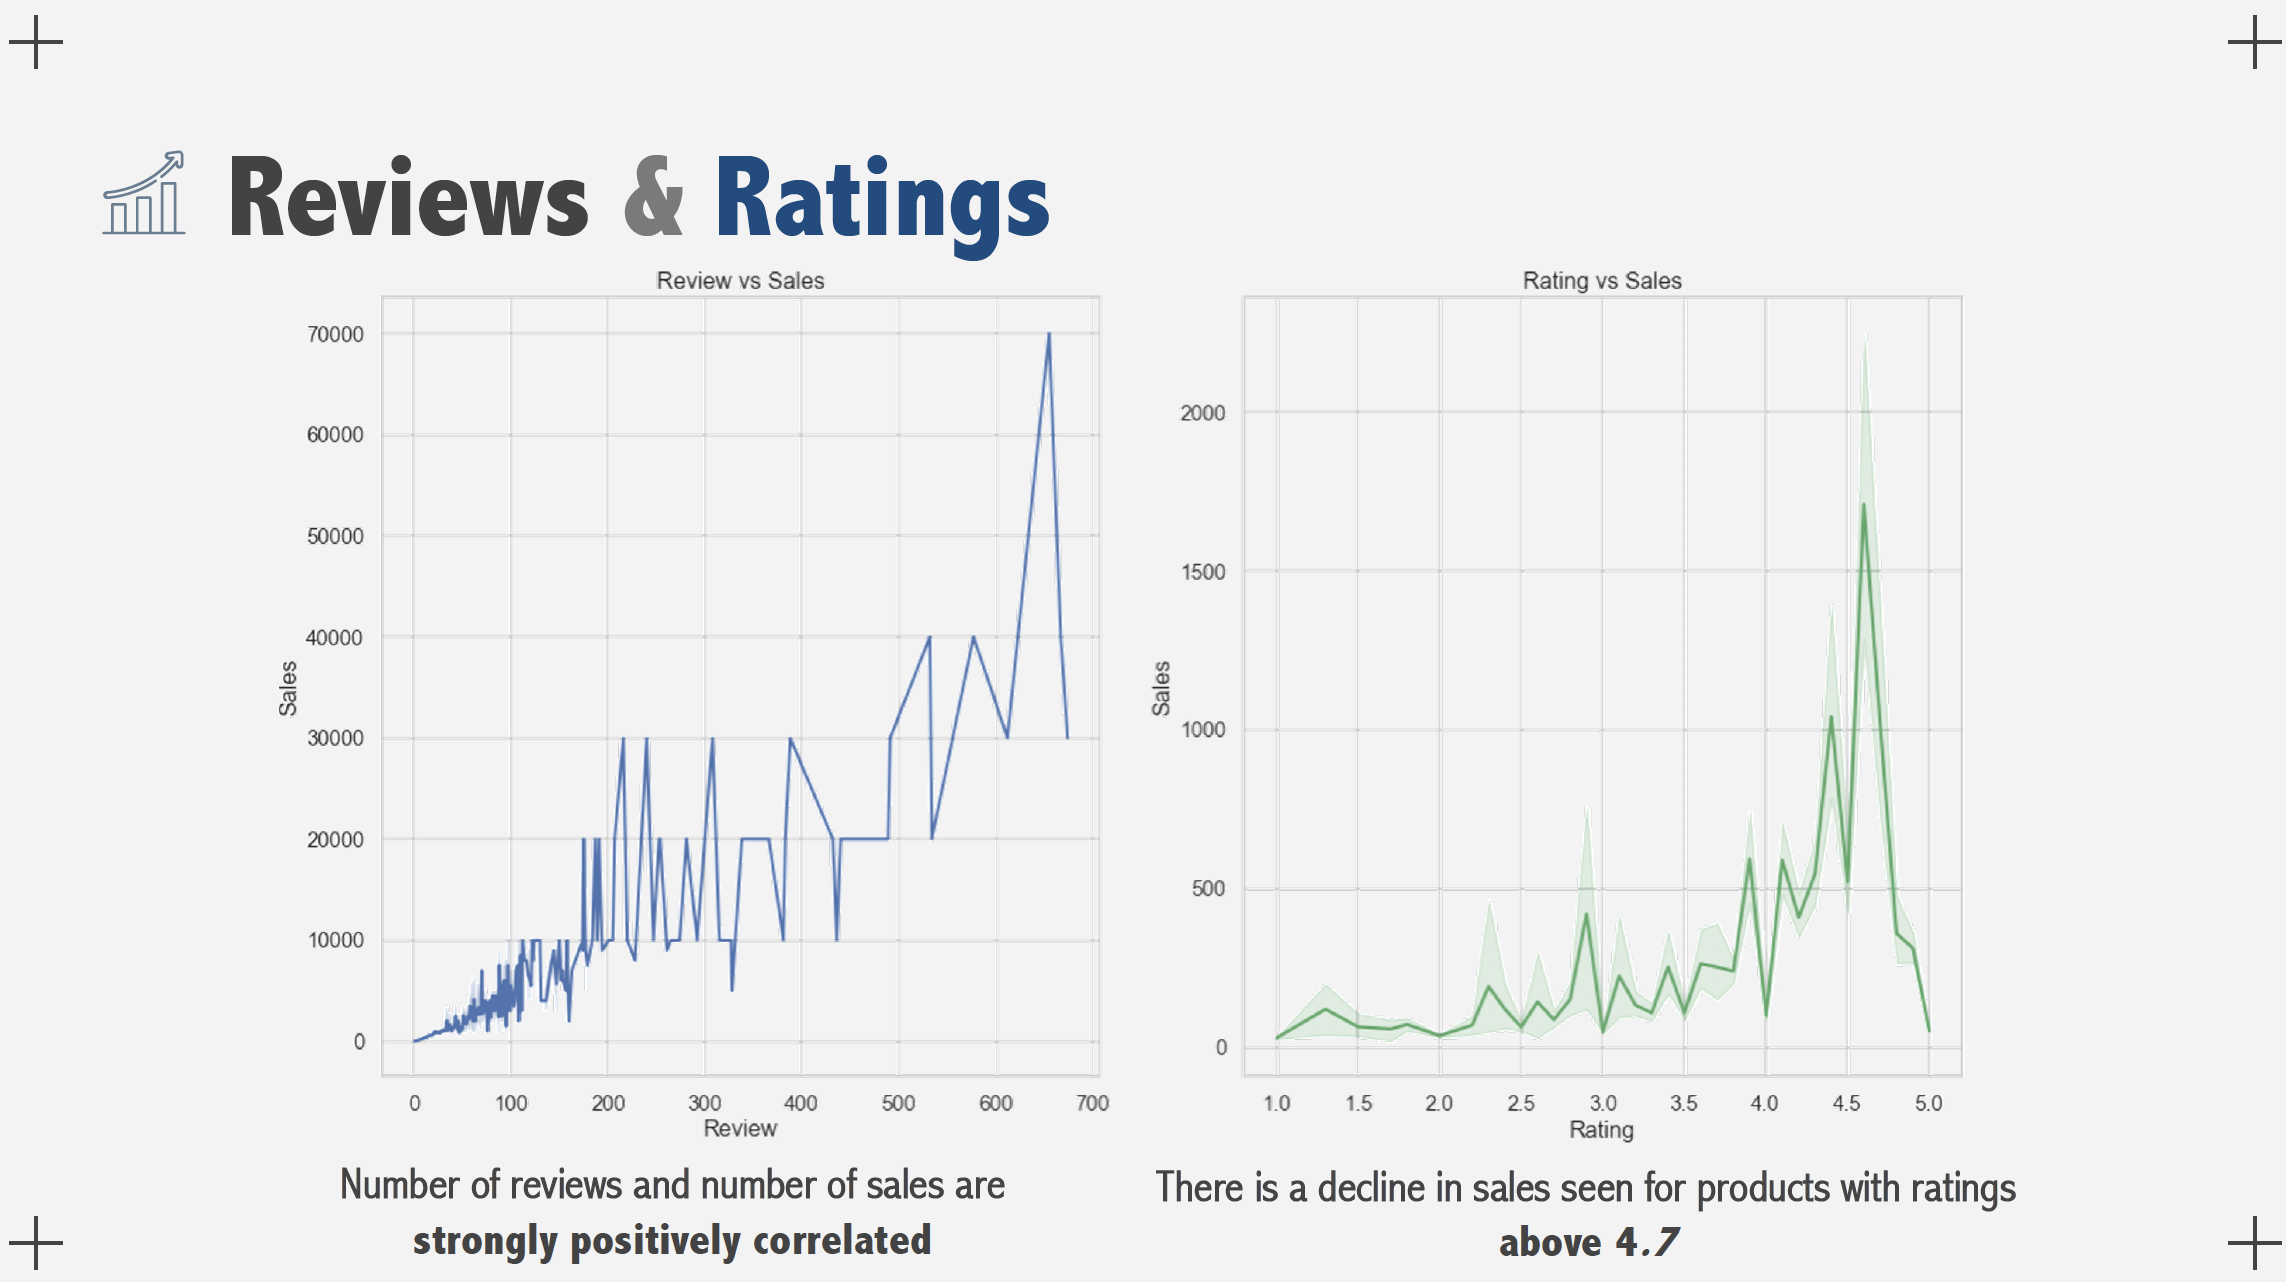 Reviews & Ratings
Review vs Sales
70000
60000
50000
40000
30000
20000
10000
0
Sales
0 100 200 300 400 500 600 700
Review
Number of reviews and number of sales are
strongly positively correlated
Rating vs Sales
2000
1500
1000
500
0
Sales
1.0 1.5 2.0 2.5 3.0 3.5 4.0 4.5 5.0
Rating
There is a decline in sales seen for products with ratings
above 4.7